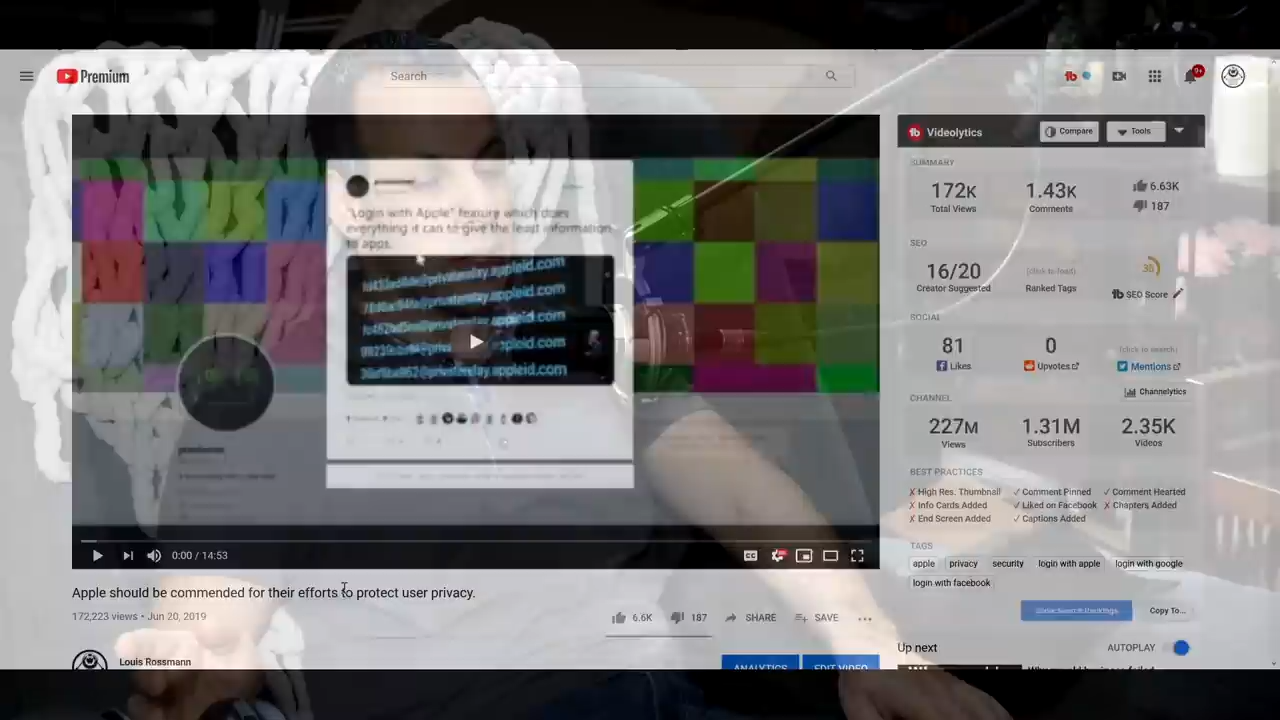 Premium
Search
9+
Videolytics
Compare
Tools
SUMMARY
172K
1.43K
6.63K
187
Total Views
Comments
"Login with Apple" feature which does
everything it can to give the least information
to apps.
SEO
16/20
(click to load)
35
Creator Suggested
Ranked Tags
SEO Score
SOCIAL
81
0
(click to search)
Likes
Upvotes
Mentions
Channelytics
CHANNEL
227M
1.31M
2.35K
Views
Subscribers
Videos
BEST PRACTICES
High Res. Thumbnail
Comment Pinned
Comment Hearted
Info Cards Added
Liked on Facebook
Chapters Added
End Screen Added
Captions Added
TAGS
apple
privacy
security
login with apple
login with google
login with facebook
Copy To...
0:00 / 14:53
Apple should be commended for their efforts to protect user privacy.
172,223 views • Jun 20, 2019
6.6K
187
SHARE
SAVE
Up next
AUTOPLAY
Louis Rossmann
ANALYTICS
EDIT VIDEO